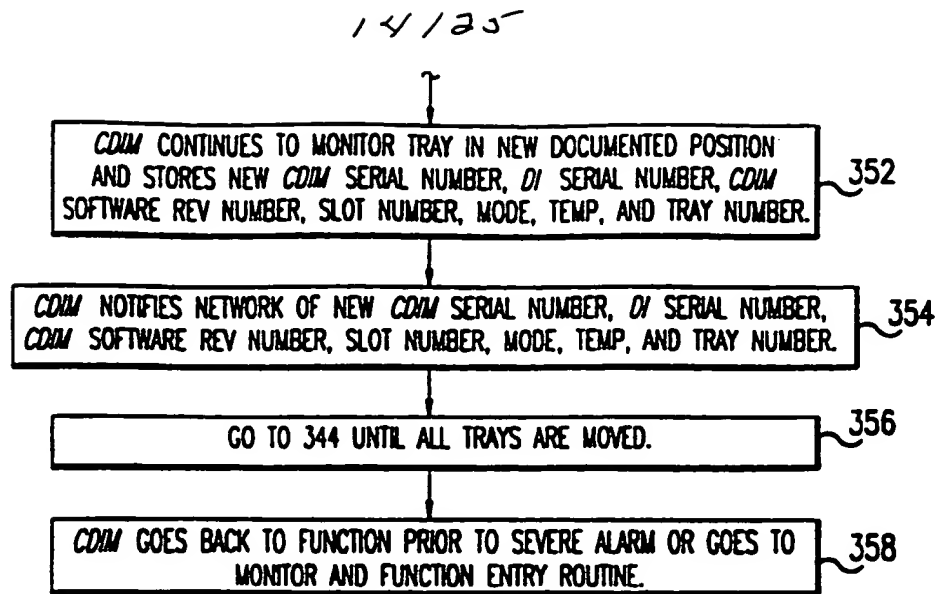 14/25
CDIM CONTINUES TO MONITOR TRAY IN NEW DOCUMENTED POSITION
AND STORES NEW CDIM SERIAL NUMBER, DI SERIAL NUMBER, CDIM
SOFTWARE REV NUMBER, SLOT NUMBER, MODE, TEMP, AND TRAY NUMBER.
352
CDIM NOTIFIES NETWORK OF NEW CDIM SERIAL NUMBER, DI SERIAL NUMBER,
CDIM SOFTWARE REV NUMBER, SLOT NUMBER, MODE, TEMP, AND TRAY NUMBER.
354
GO TO 344 UNTIL ALL TRAYS ARE MOVED.
356
CDIM GOES BACK TO FUNCTION PRIOR TO SEVERE ALARM OR GOES TO
MONITOR AND FUNCTION ENTRY ROUTINE.
358